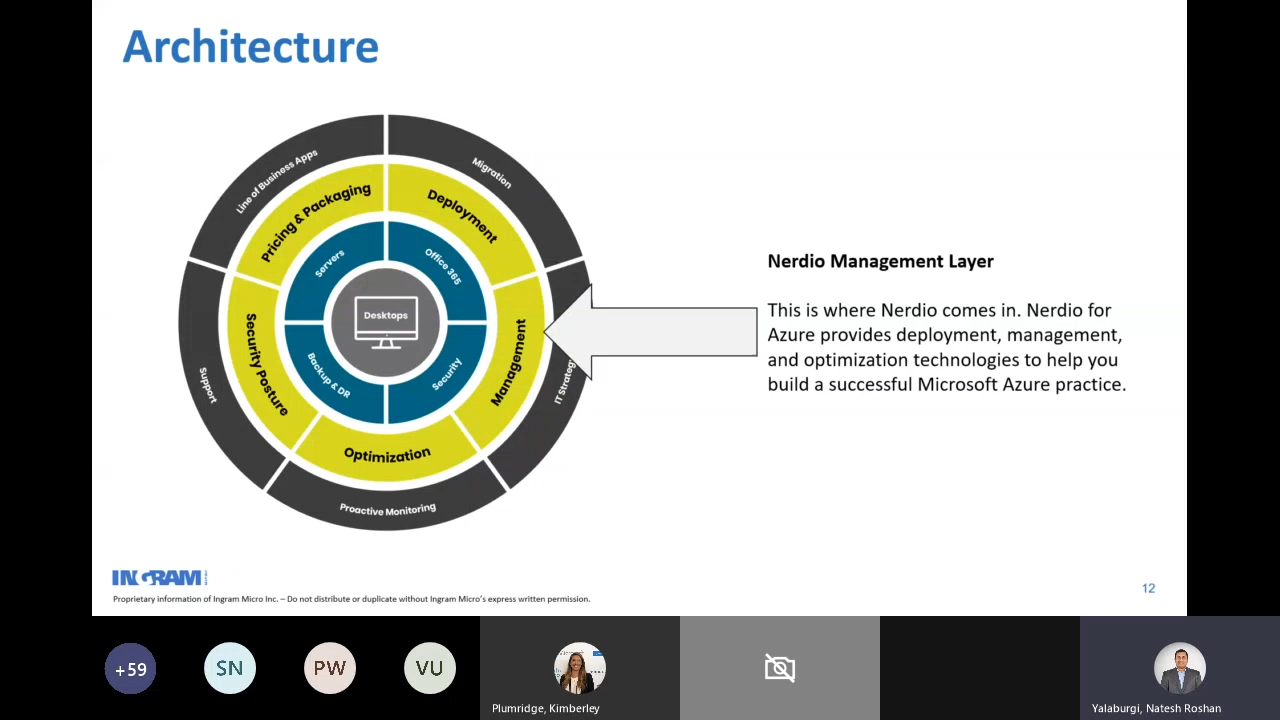 Architecture
Line of Business Apps
Migration
Pricing & Packaging
Deployment
Servers
Office 365
Desktops
Nerdio Management Layer
This is where Nerdio comes in. Nerdio for
Azure provides deployment, management,
and optimization technologies to help you
build a successful Microsoft Azure practice.
Support
Security Posture
Backup & DR
Security
Management
IT Strateg
Optimization
Proactive Monitoring
INGRAM
Proprietary information of Ingram Micro Inc. – Do not distribute or duplicate without Ingram Micro's express written permission.
12
+59
SN
PW
VU
Plumridge, Kimberley
Yalaburgi, Natesh Roshan